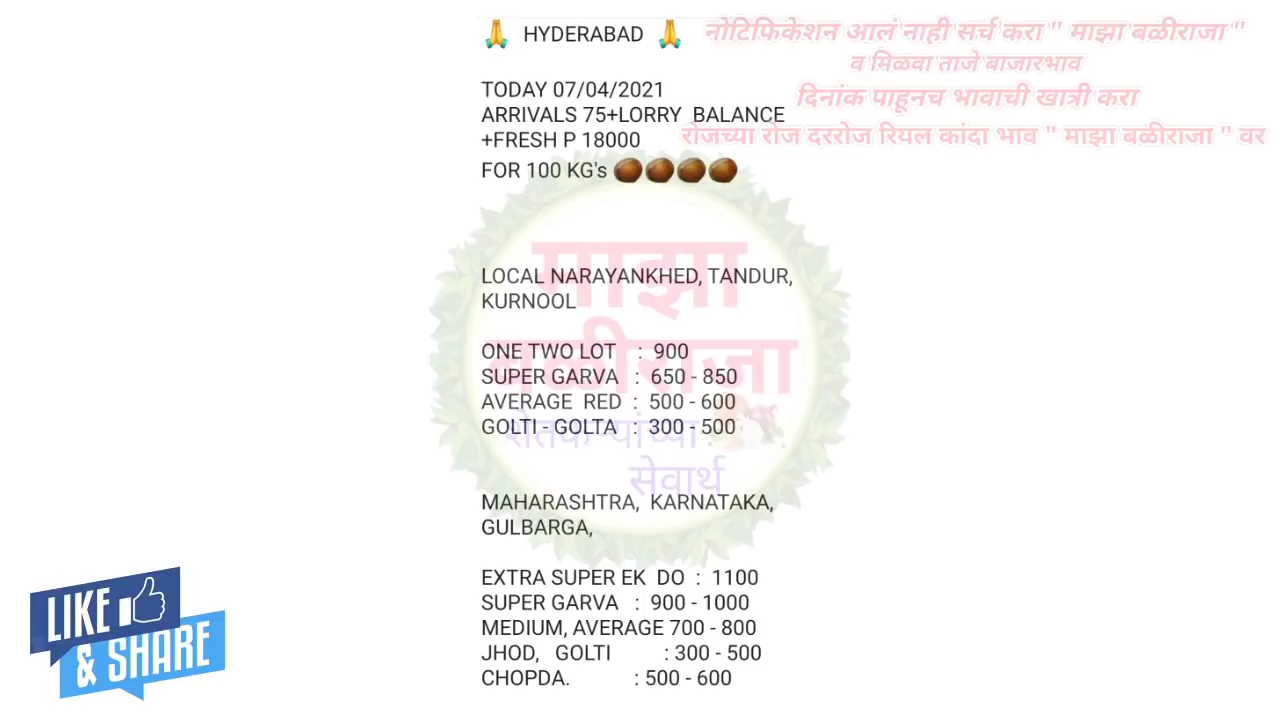 🙏 HYDERABAD 🙏
नोटिफिकेशन आलं नाही सर्च करा " माझा बळीराजा "
व मिळवा ताजे बाजारभाव
दिनांक पाहूनच भावाची खात्री करा
रोजच्या रोज दररोज रियल कांदा भाव " माझा बळीराजा " वर
TODAY 07/04/2021
ARRIVALS 75+LORRY BALANCE
+FRESH P 18000
FOR 100 KG's 🥔🥔🥔🥔
माझा
बळीराजा
शेतकऱ्यांच्या
सेवार्थ
LOCAL NARAYANKHED, TANDUR,
KURNOOL
ONE TWO LOT : 900
SUPER GARVA : 650 - 850
AVERAGE RED : 500 - 600
GOLTI - GOLTA : 300 - 500
MAHARASHTRA, KARNATAKA,
GULBARGA,
EXTRA SUPER EK DO : 1100
SUPER GARVA : 900 - 1000
MEDIUM, AVERAGE 700 - 800
JHOD, GOLTI : 300 - 500
CHOPDA. : 500 - 600
LIKE
& SHARE